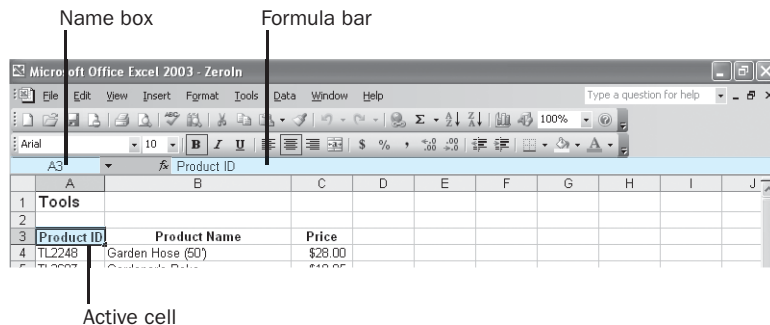 Name box Formula bar
Microsoft Office Excel 2003 - ZeroIn
File Edit View Insert Format Tools Data Window Help Type a question for help
100%
Arial 10 B I U $ % ,
A3 fx Product ID
A B C D E F G H I J
1 Tools
2
3 Product ID Product Name Price
4 TL2248 Garden Hose (50') $28.00
Active cell